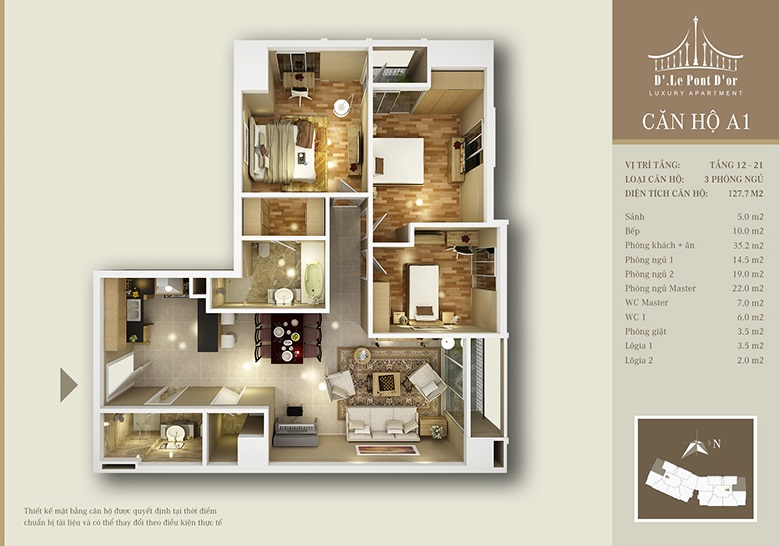 D'.Le Pont D'or
LUXURY APARTMENT
CĂN HỘ A1
VỊ TRÍ TẦNG: TẦNG 12 - 21
LOẠI CĂN HỘ: 3 PHÒNG NGỦ
DIỆN TÍCH CĂN HỘ: 127.7 M2
Sảnh 5.0 m2
Bếp 10.0 m2
Phòng khách + ăn 35.2 m2
Phòng ngủ 1 14.5 m2
Phòng ngủ 2 19.0 m2
Phòng ngủ Master 22.0 m2
WC Master 7.0 m2
WC 1 6.0 m2
Phòng giặt 3.5 m2
Lôgia 1 3.5 m2
Lôgia 2 2.0 m2
N
Thiết kế mặt bằng căn hộ được quyết định tại thời điểm
chuẩn bị tài liệu và có thể thay đổi theo điều kiện thực tế